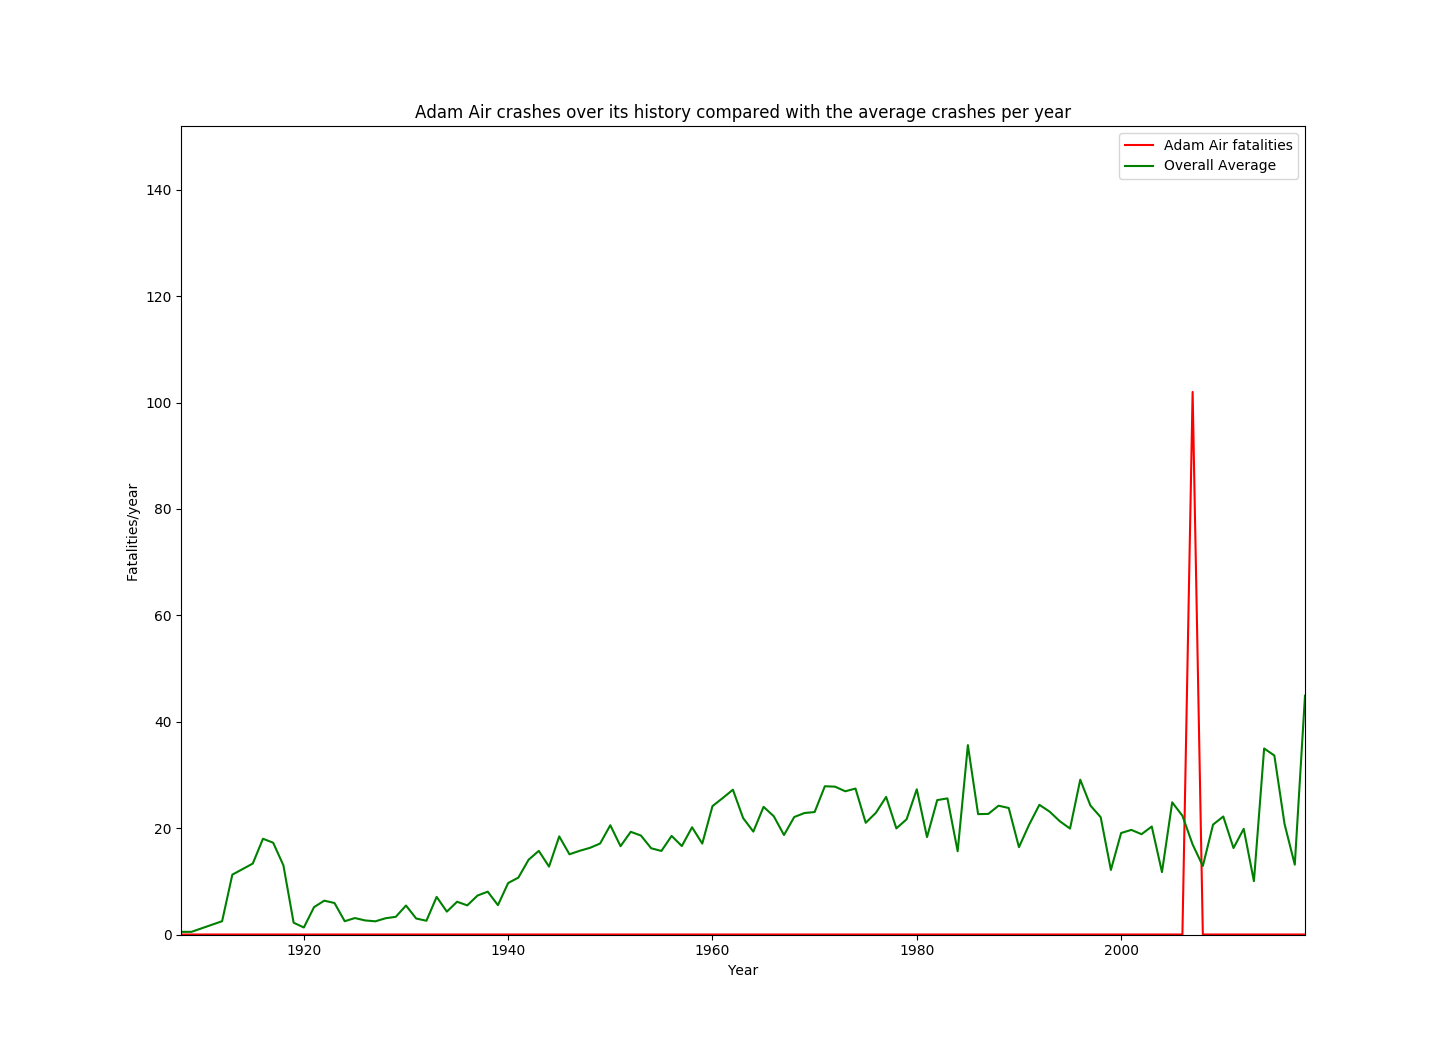 Adam Air crashes over its history compared with the average crashes per year
Adam Air fatalities
Overall Average
140
120
100
80
60
40
20
0
Fatalities/year
1920 1940 1960 1980 2000
Year